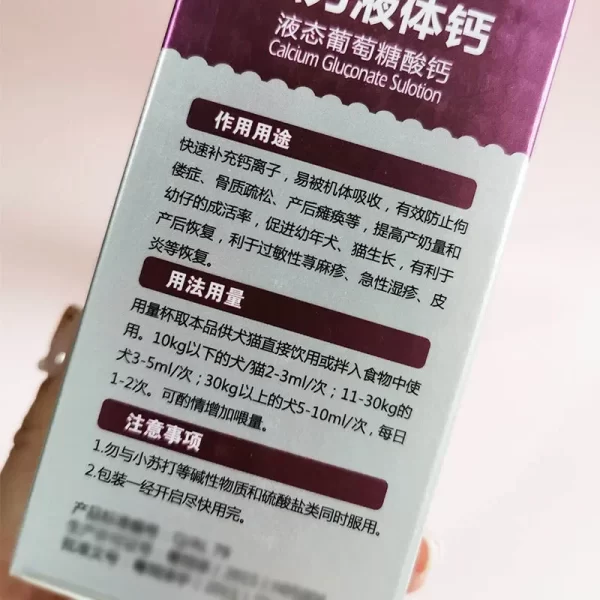 液体钙
液态葡萄糖酸钙
Calcium Gluconate Sulotion
作用用途
快速补充钙离子，易被机体吸收，有效防止佝
偻症、骨质疏松、产后瘫痪等，提高产奶量和
幼仔的成活率，促进幼年犬、猫生长，有利于
产后恢复，利于过敏性荨麻疹、急性湿疹、皮
炎等恢复。
用法用量
用量杯取本品供犬猫直接饮用或拌入食物中使
用。10kg以下的犬/猫2-3ml/次；11-30kg的
犬3-5ml/次；30kg以上的犬5-10ml/次，每日
1-2次。可酌情增加喂量。
注意事项
1.勿与小苏打等碱性物质和硫酸盐类同时服用。
2.包装一经开启尽快用完。